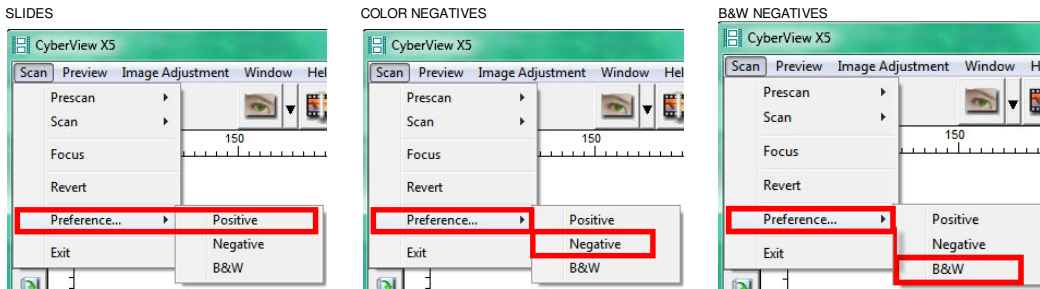 SLIDES
CyberView X5
Scan Preview Image Adjustment Window Hel
Prescan
Scan
150
Focus
Revert
Preference... Positive
Negative
Exit
B&W
COLOR NEGATIVES
CyberView X5
Scan Preview Image Adjustment Window Hel
Prescan
Scan
150
Focus
Revert
Preference... Positive
Negative
Exit
B&W
B&W NEGATIVES
CyberView X5
Scan Preview Image Adjustment Window H
Prescan
Scan
150
Focus
Revert
Preference... Positive
Negative
Exit
B&W